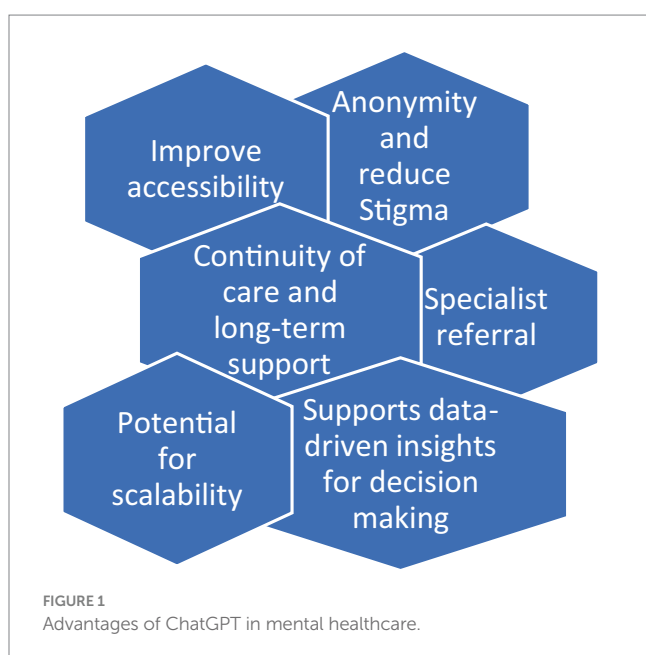 Improve
accessibility
Anonymity
and
reduce
Stigma
Continuity of
care and
long-term
support
Specialist
referral
Potential
for
scalability
Supports data-
driven insights
for decision
making
FIGURE 1
Advantages of ChatGPT in mental healthcare.